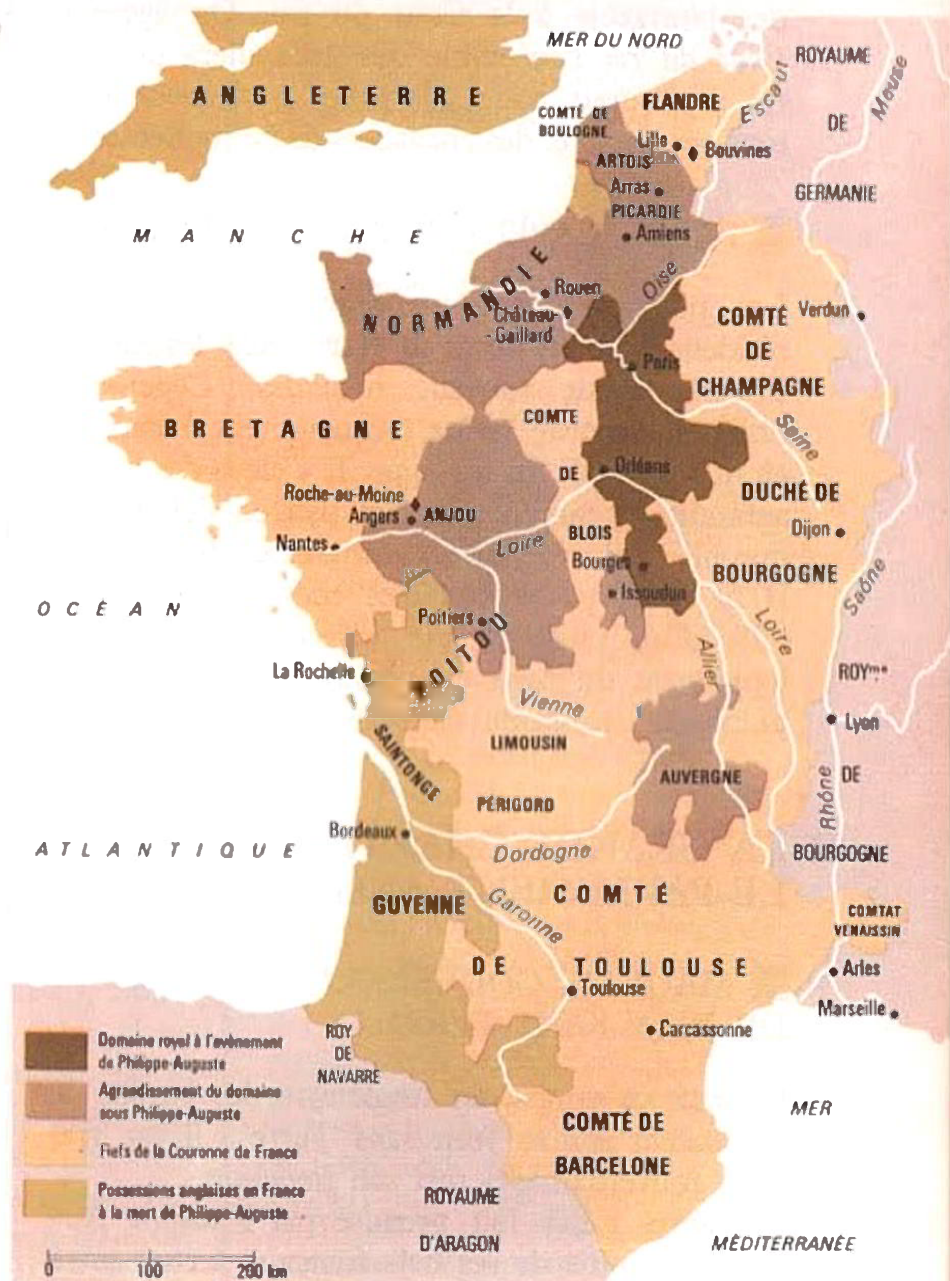 MER DU NORD
ROYAUME
DE
GERMANIE
Meuse
Escaut
ANGLETERRE
COMTÉ DE
BOULOGNE
FLANDRE
Lille
Bouvines
ARTOIS
Arras
PICARDIE
Amiens
MANCHE
Oise
NORMANDIE
Rouen
Château-
-Gaillard
Paris
COMTÉ
DE
CHAMPAGNE
Verdun
Seine
BRETAGNE
COMTE
DE
BLOIS
Orléans
DUCHÉ DE
BOURGOGNE
Dijon
Roche-au-Moine
Angers
ANJOU
Nantes
Loire
Bourges
Issoudun
Saône
OCÉAN
Poitiers
POITOU
La Rochelle
Vienne
Allier
Loire
ROYme
DE
BOURGOGNE
Lyon
Rhône
SAINTONGE
LIMOUSIN
PÉRIGORD
AUVERGNE
Bordeaux
Dordogne
ATLANTIQUE
GUYENNE
Garonne
COMTÉ
DE TOULOUSE
Toulouse
COMTAT
VENAISSIN
Arles
Marseille
Carcassonne
ROY
DE
NAVARRE
COMTÉ DE
BARCELONE
MER
MÉDITERRANÉE
ROYAUME
D'ARAGON
Domaine royal à l'avènement
de Philippe-Auguste
Agrandissement du domaine
sous Philippe-Auguste
Fiefs de la Couronne de France
Possessions anglaises en France
à la mort de Philippe-Auguste
0 100 200 km